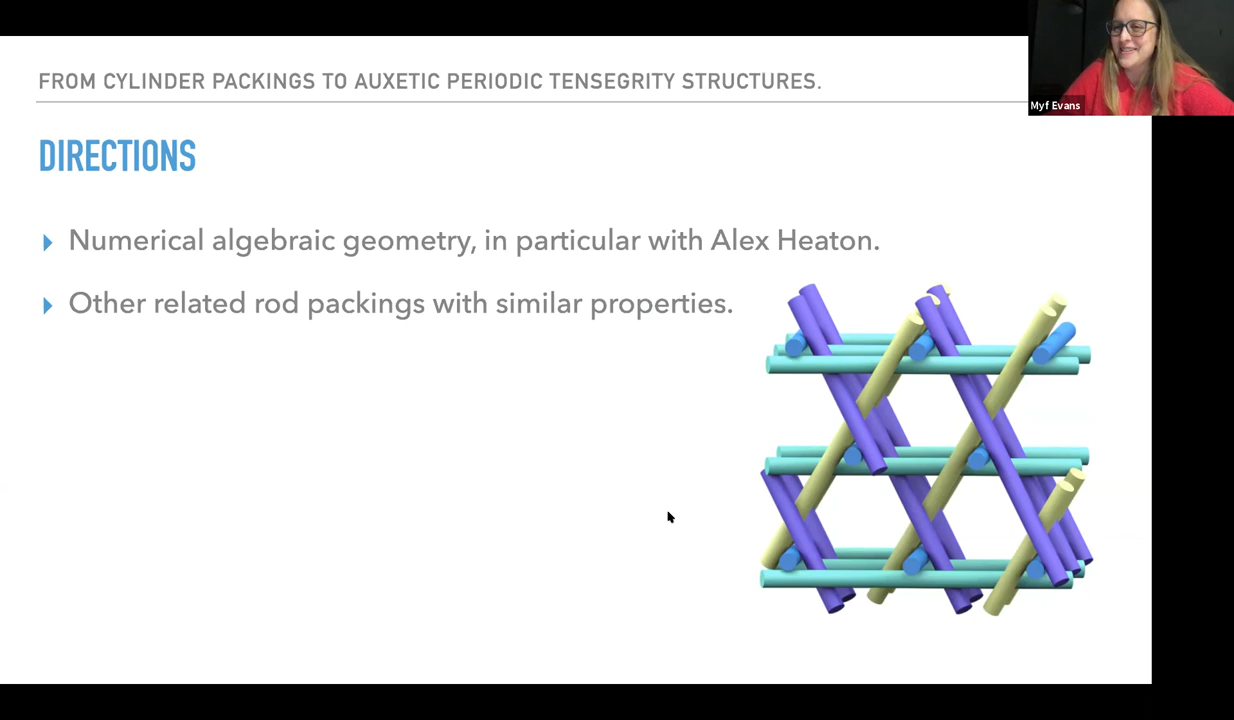 FROM CYLINDER PACKINGS TO AUXETIC PERIODIC TENSEGRITY STRUCTURES.
Myf Evans
DIRECTIONS
Numerical algebraic geometry, in particular with Alex Heaton.
Other related rod packings with similar properties.